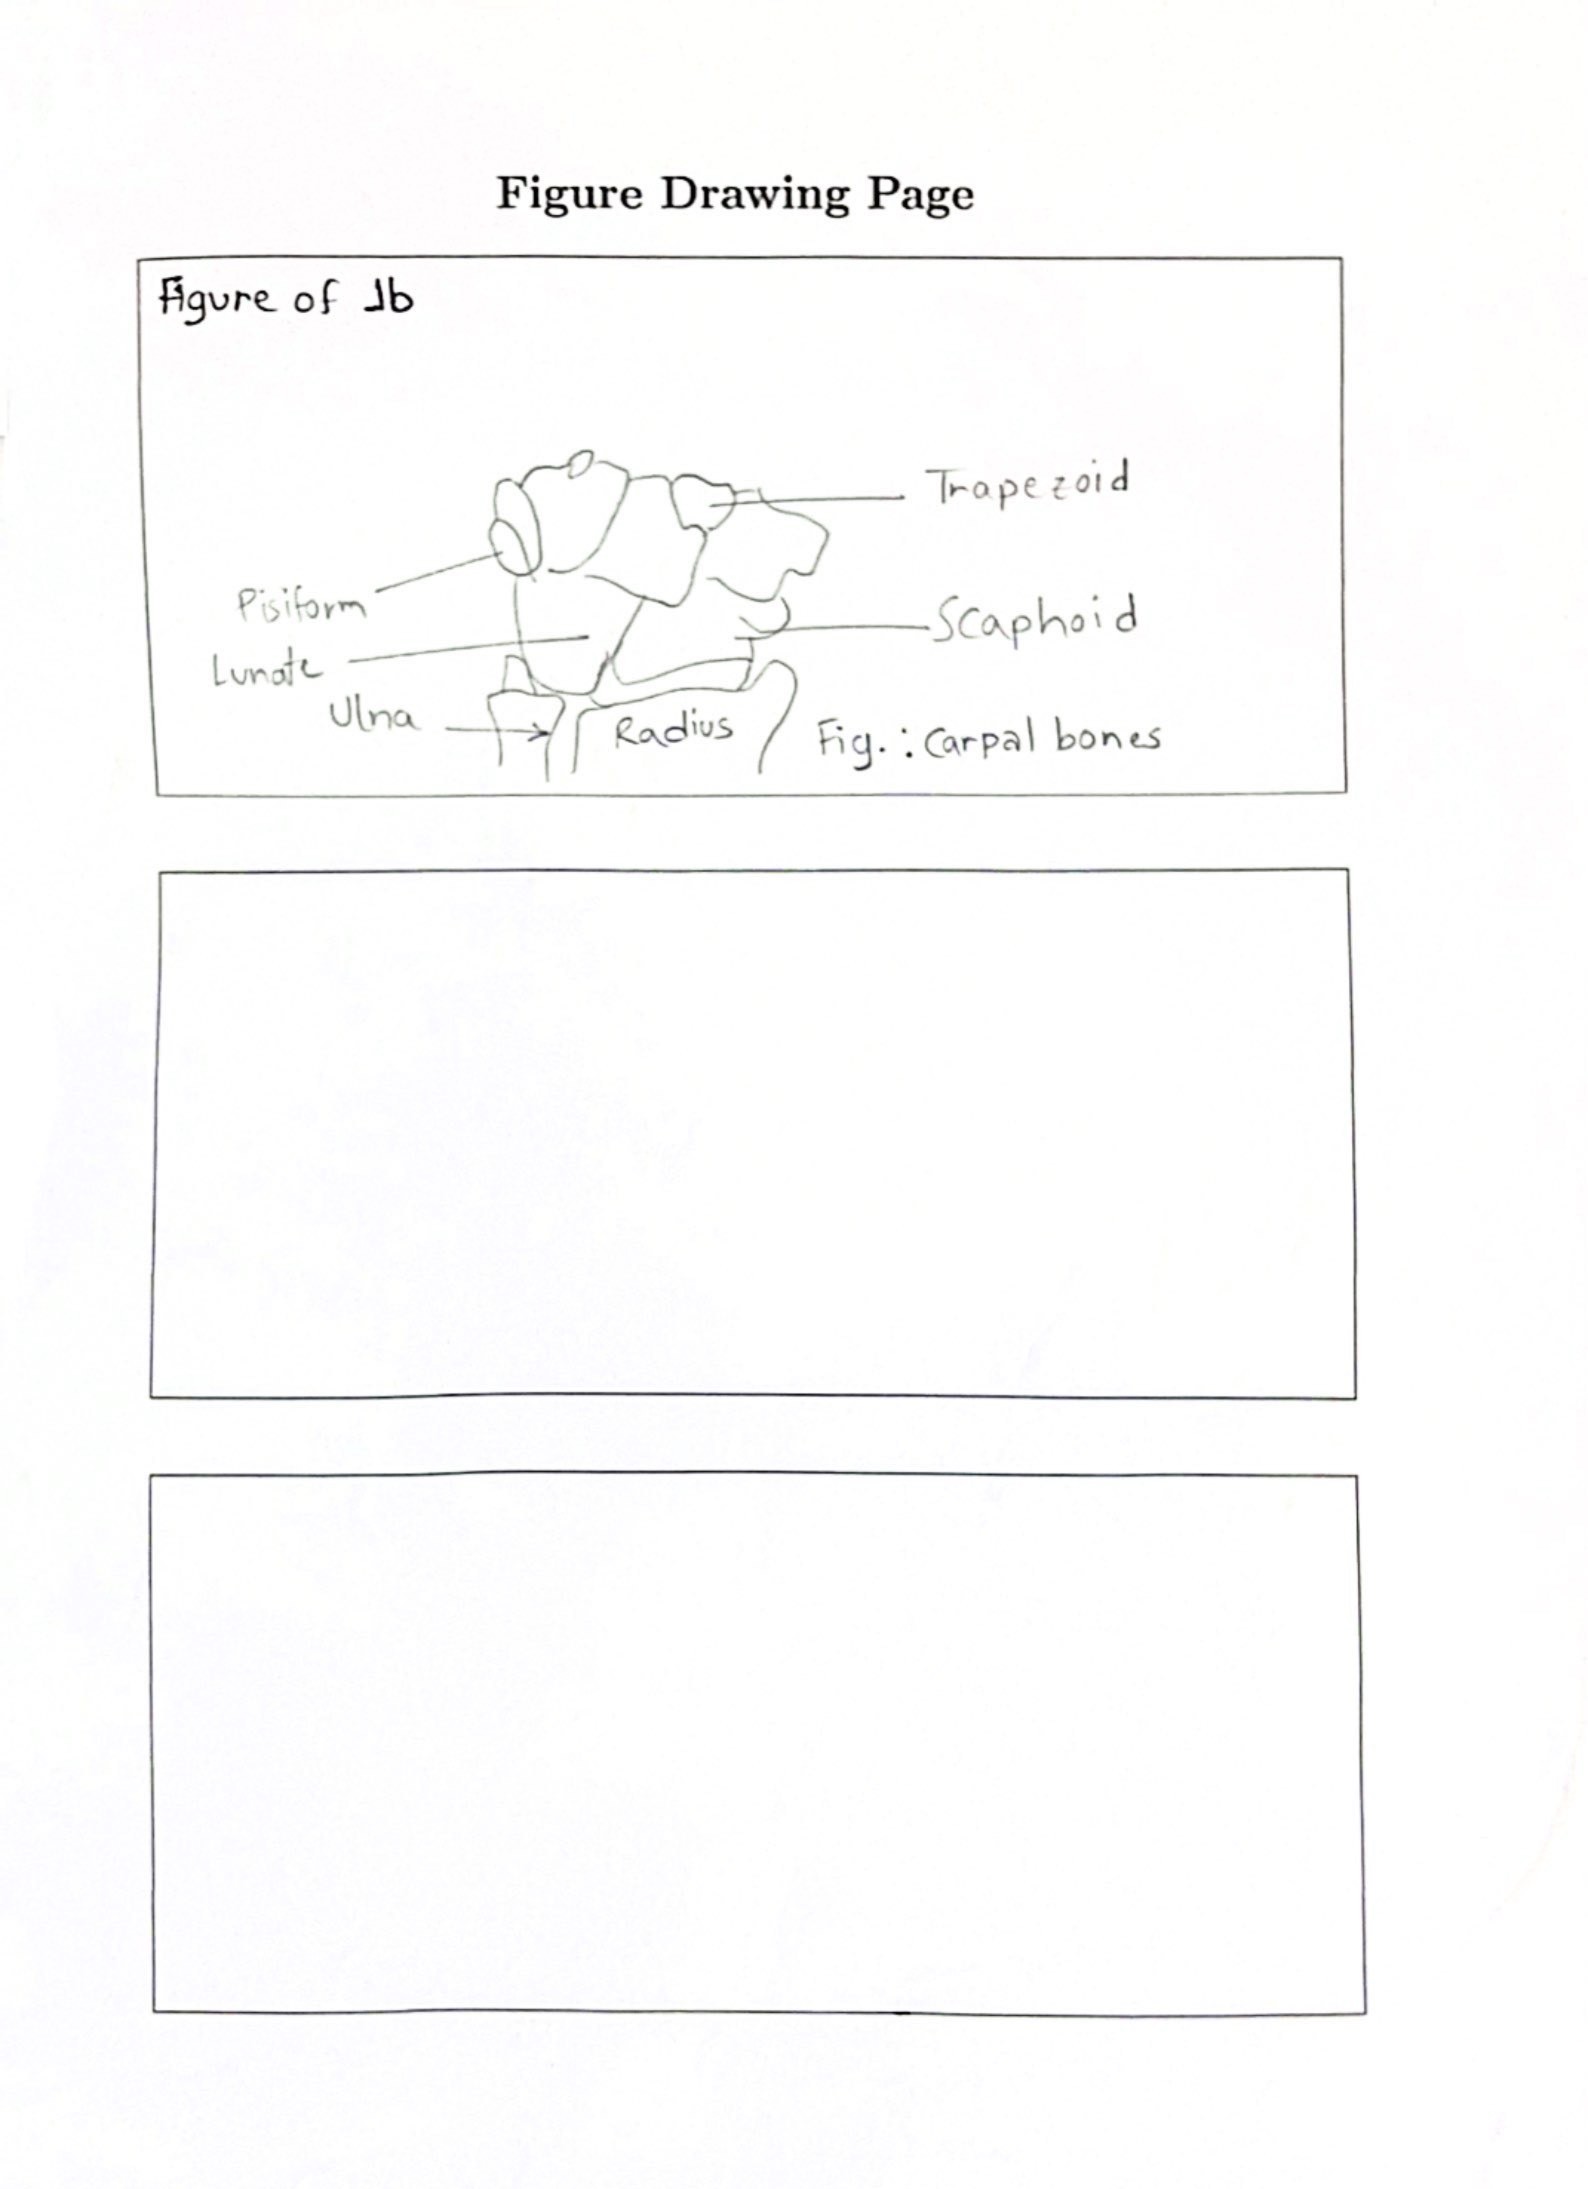 Figure Drawing Page
Figure of 1b
Trapezoid
Pisiform
Scaphoid
Lunate
Ulna
Radius
Fig. : Carpal bones